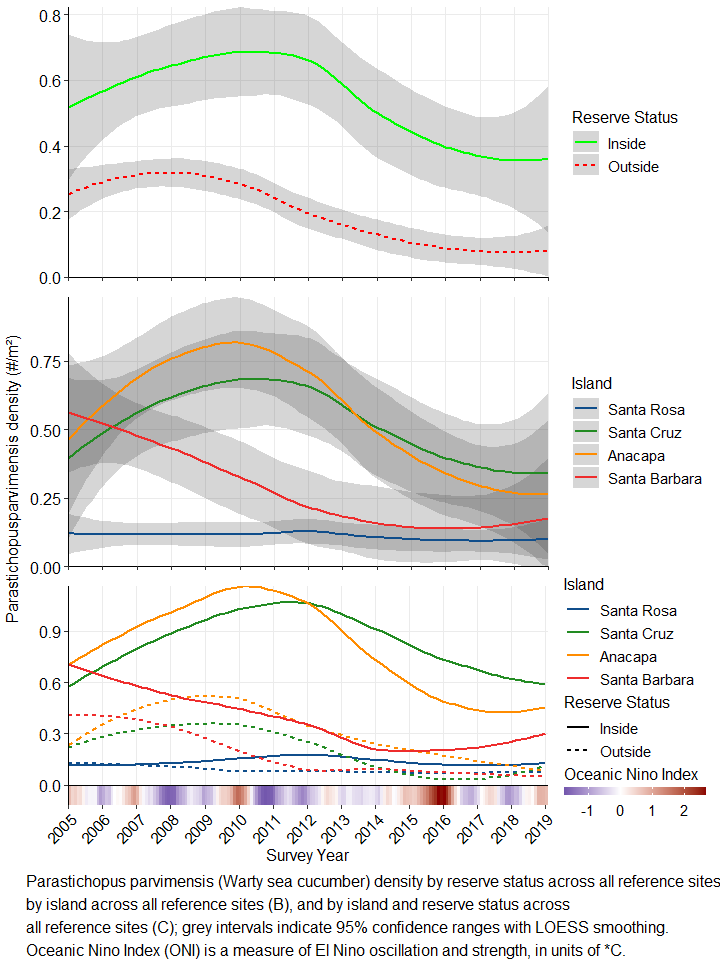 0.8
0.6
0.4
0.2
0.0
Reserve Status
Inside
Outside
Parastichopusparvimensis density (#/m²)
0.75
0.50
0.25
0.00
Island
Santa Rosa
Santa Cruz
Anacapa
Santa Barbara
0.9
0.6
0.3
0.0
Island
Santa Rosa
Santa Cruz
Anacapa
Santa Barbara
Reserve Status
Inside
Outside
Oceanic Nino Index
-1 0 1 2
2005 2006 2007 2008 2009 2010 2011 2012 2013 2014 2015 2016 2017 2018 2019
Survey Year
Parastichopus parvimensis (Warty sea cucumber) density by reserve status across all reference sites
by island across all reference sites (B), and by island and reserve status across
all reference sites (C); grey intervals indicate 95% confidence ranges with LOESS smoothing.
Oceanic Nino Index (ONI) is a measure of El Nino oscillation and strength, in units of *C.